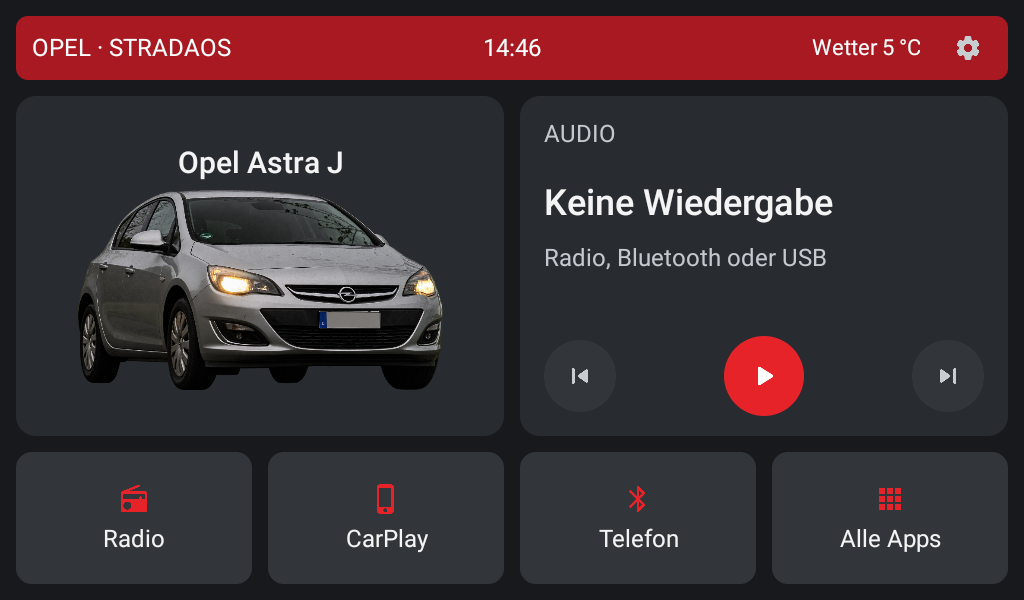 OPEL · STRADAOS
14:46
Wetter 5 °C
Opel Astra J
AUDIO
Keine Wiedergabe
Radio, Bluetooth oder USB
Radio
CarPlay
Telefon
Alle Apps